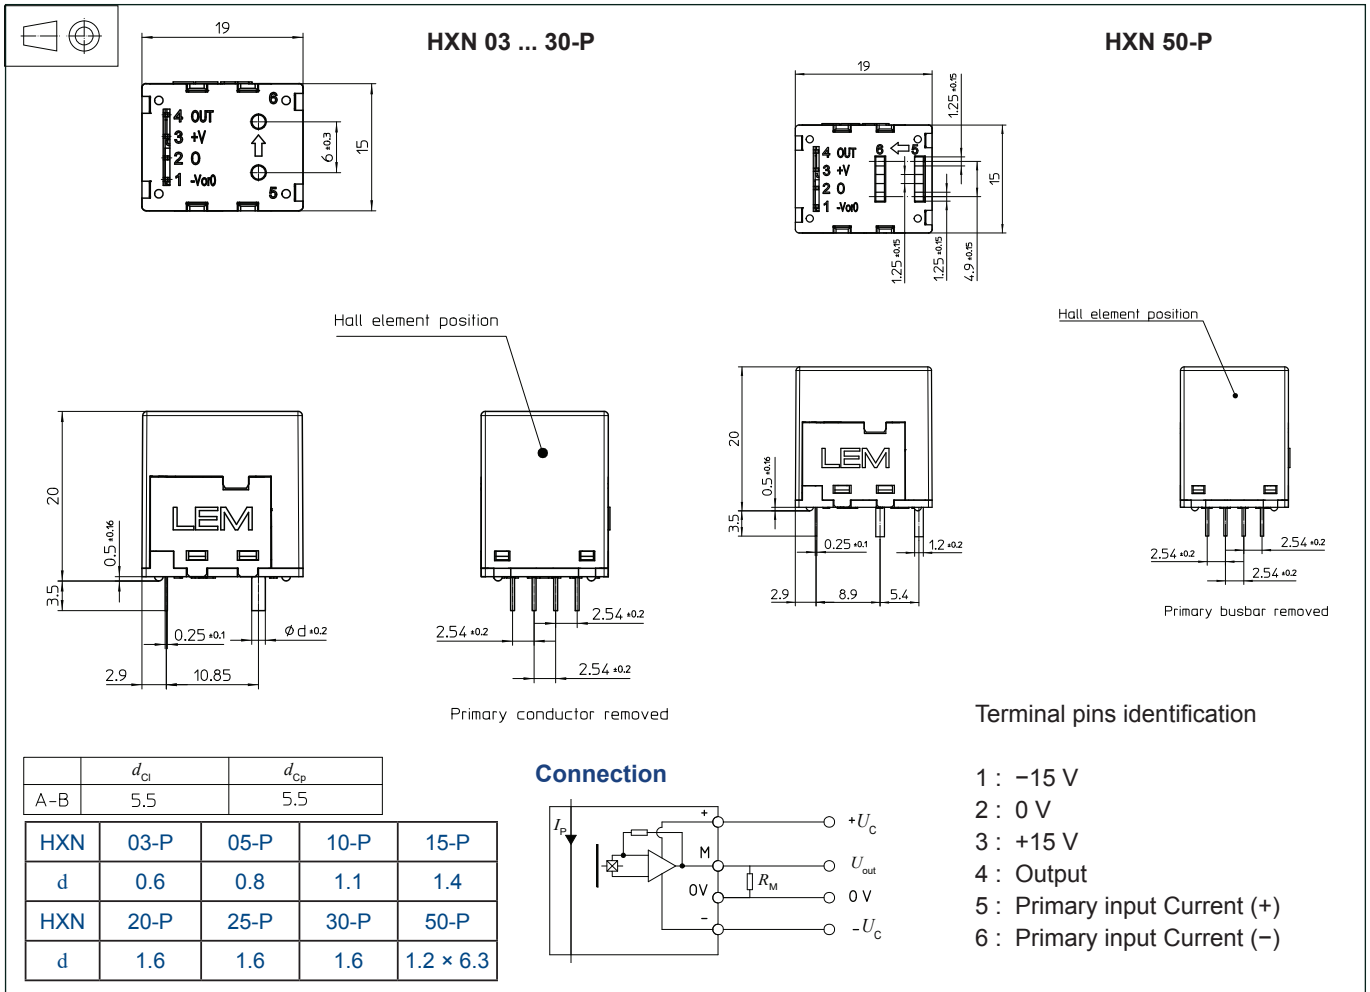 HXN 03 ... 30-P
19
4 OUT
3 +V
2 0
1 -Vor0
6
5
6 ±0.3
15
Hall element position
20
0.5 ±0.16
3.5
LEM
0.25 ±0.1
Ød ±0.2
2.9
10.85
2.54 ±0.2
2.54 ±0.2
2.54 ±0.2
Primary conductor removed
HXN 50-P
19
1.25 ±0.15
4 OUT
3 +V
2 0
1 -Vor0
6
5
15
1.25 ±0.15
1.25 ±0.15
4.9 ±0.15
Hall element position
20
0.5 ±0.16
3.5
LEM
0.25 ±0.1
1.2 ±0.2
2.9
8.9
5.4
2.54 ±0.2
2.54 ±0.2
2.54 ±0.2
Primary busbar removed
dCl dCp
A-B 5.5 5.5
HXN 03-P 05-P 10-P 15-P
d 0.6 0.8 1.1 1.4
HXN 20-P 25-P 30-P 50-P
d 1.6 1.6 1.6 1.2 × 6.3
Connection
IP
+
M
0V
−
RM
+UC
Uout
0 V
-UC
Terminal pins identification
1 : −15 V
2 : 0 V
3 : +15 V
4 : Output
5 : Primary input Current (+)
6 : Primary input Current (−)